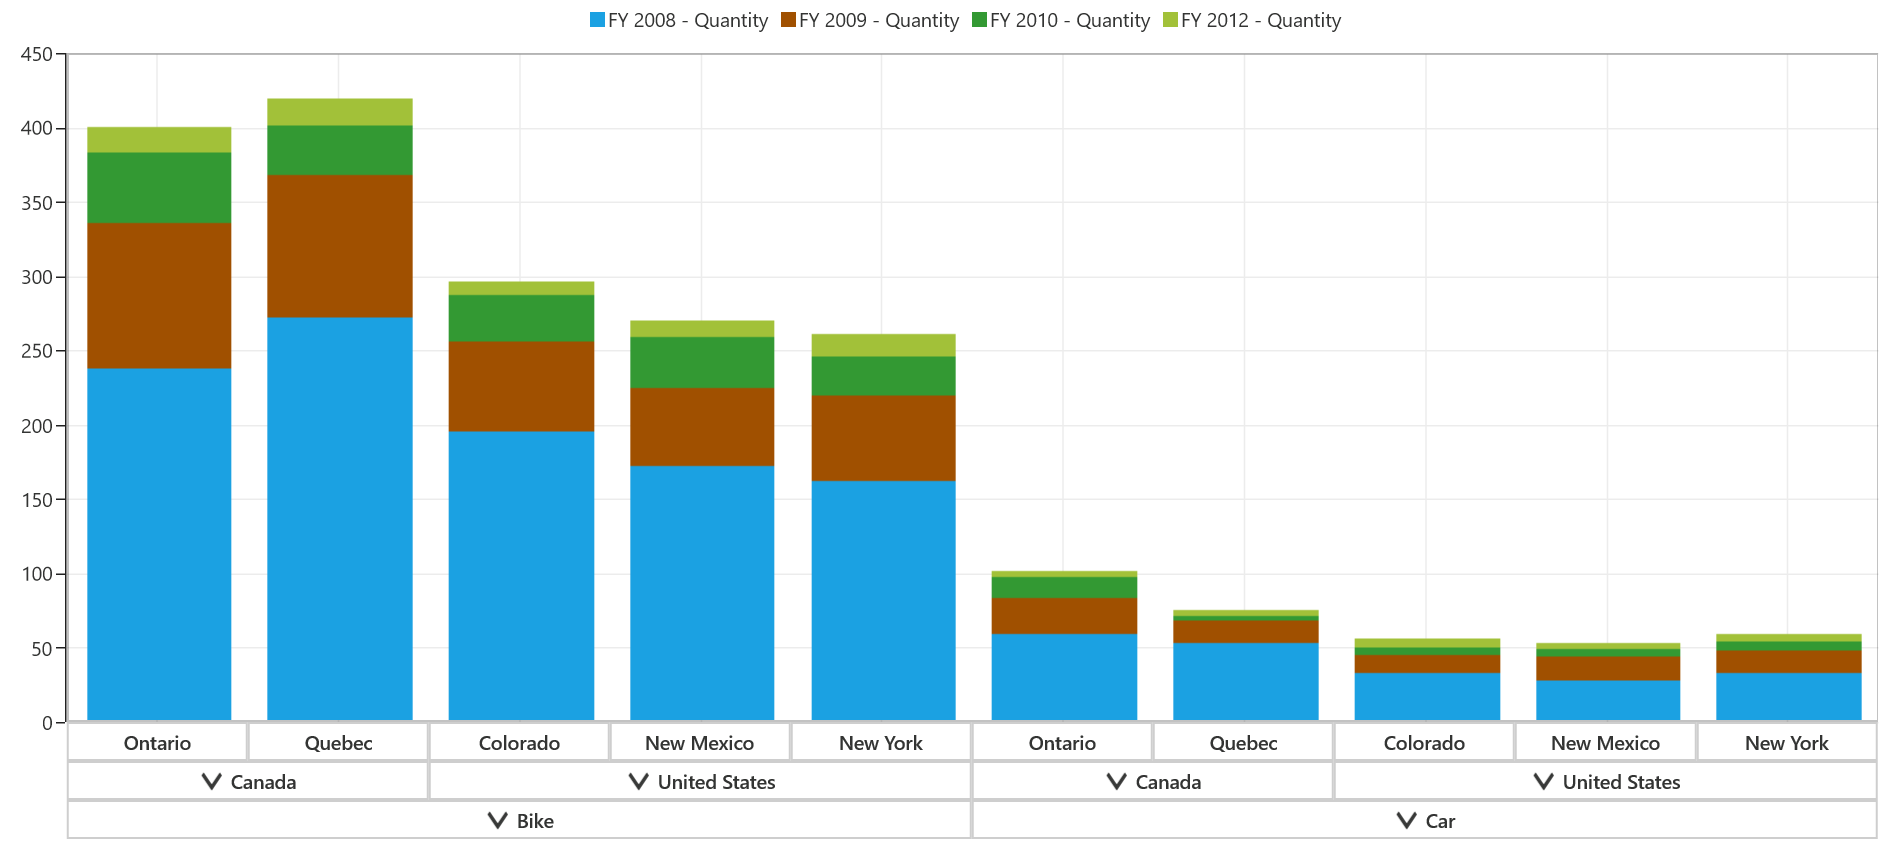 FY 2008 - Quantity FY 2009 - Quantity FY 2010 - Quantity FY 2012 - Quantity
450
400
350
300
250
200
150
100
50
0
Ontario Quebec Colorado New Mexico New York Ontario Quebec Colorado New Mexico New York
Canada United States Canada United States
Bike Car